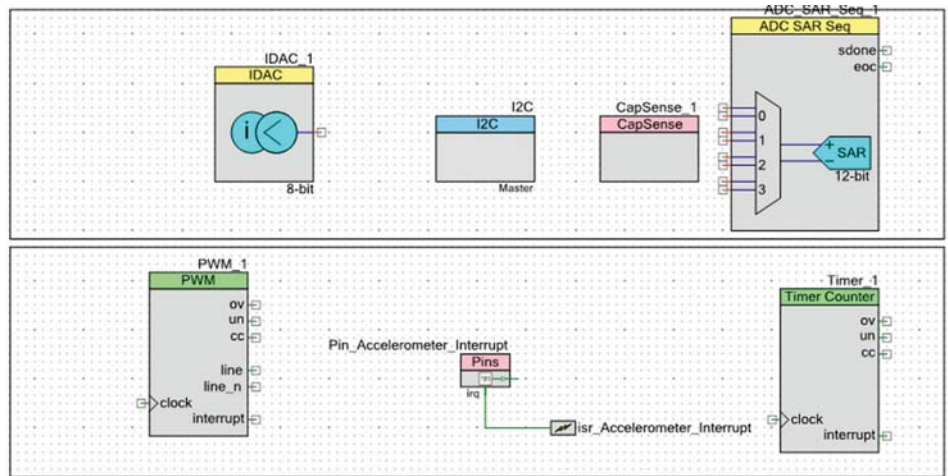 ADC_SAR_Seq_1
ADC SAR Seq
sdone
eoc
IDAC_1
IDAC
i
8-bit
I2C
I2C
Master
CapSense_1
CapSense
0
1
2
3
+
SAR
-
12-bit
PWM_1
PWM
ov
un
cc
line
line_n
clock
interrupt
Pin_Accelerometer_Interrupt
Pins
irq
isr_Accelerometer_Interrupt
Timer_1
Timer Counter
ov
un
cc
clock
interrupt